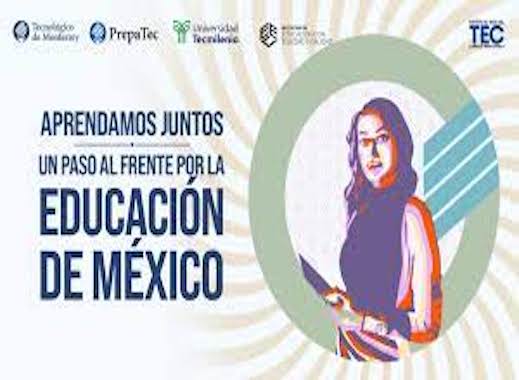 Tecnológico
de Monterrey
PrepaTec
Universidad
Tecmilenio
TEC
APRENDAMOS JUNTOS
UN PASO AL FRENTE POR LA
EDUCACIÓN
DE MÉXICO